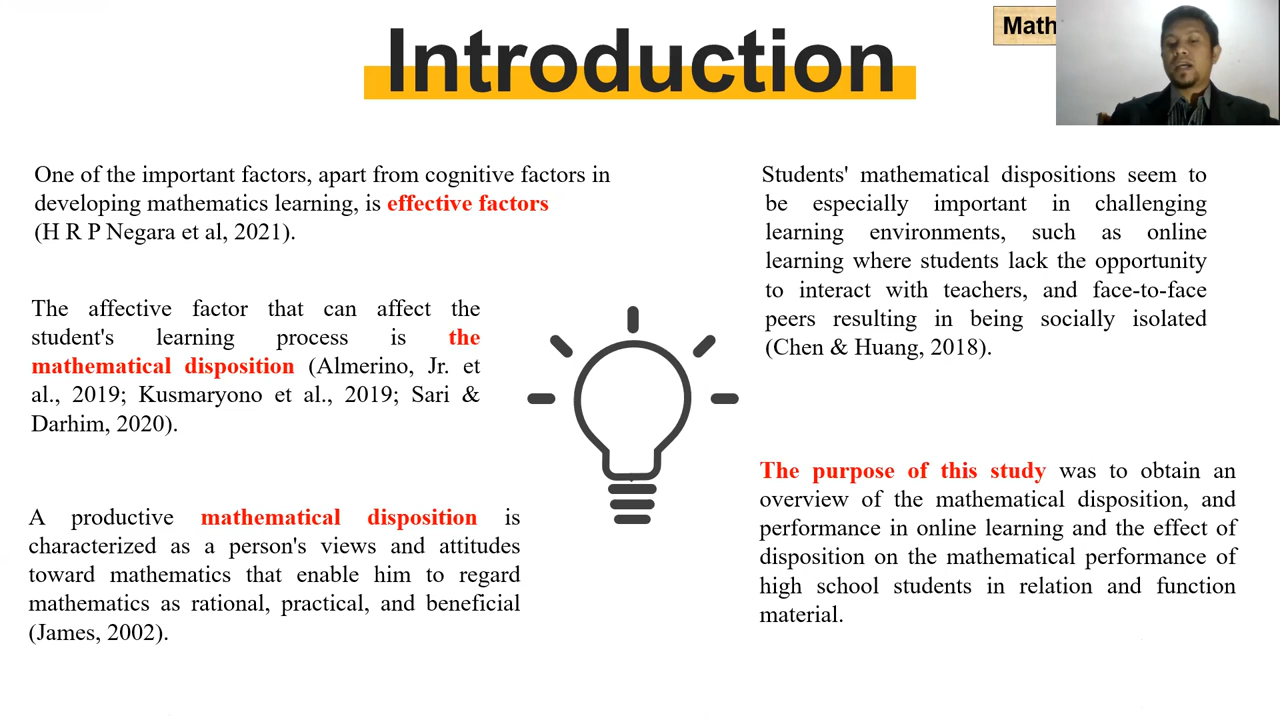 Introduction
Math
One of the important factors, apart from cognitive factors in
developing mathematics learning, is effective factors
(H R P Negara et al, 2021).
The affective factor that can affect the
student's learning process is the
mathematical disposition (Almerino, Jr. et
al., 2019; Kusmaryono et al., 2019; Sari &
Darhim, 2020).
A productive mathematical disposition is
characterized as a person's views and attitudes
toward mathematics that enable him to regard
mathematics as rational, practical, and beneficial
(James, 2002).
Students' mathematical dispositions seem to
be especially important in challenging
learning environments, such as online
learning where students lack the opportunity
to interact with teachers, and face-to-face
peers resulting in being socially isolated
(Chen & Huang, 2018).
The purpose of this study was to obtain an
overview of the mathematical disposition, and
performance in online learning and the effect of
disposition on the mathematical performance of
high school students in relation and function
material.